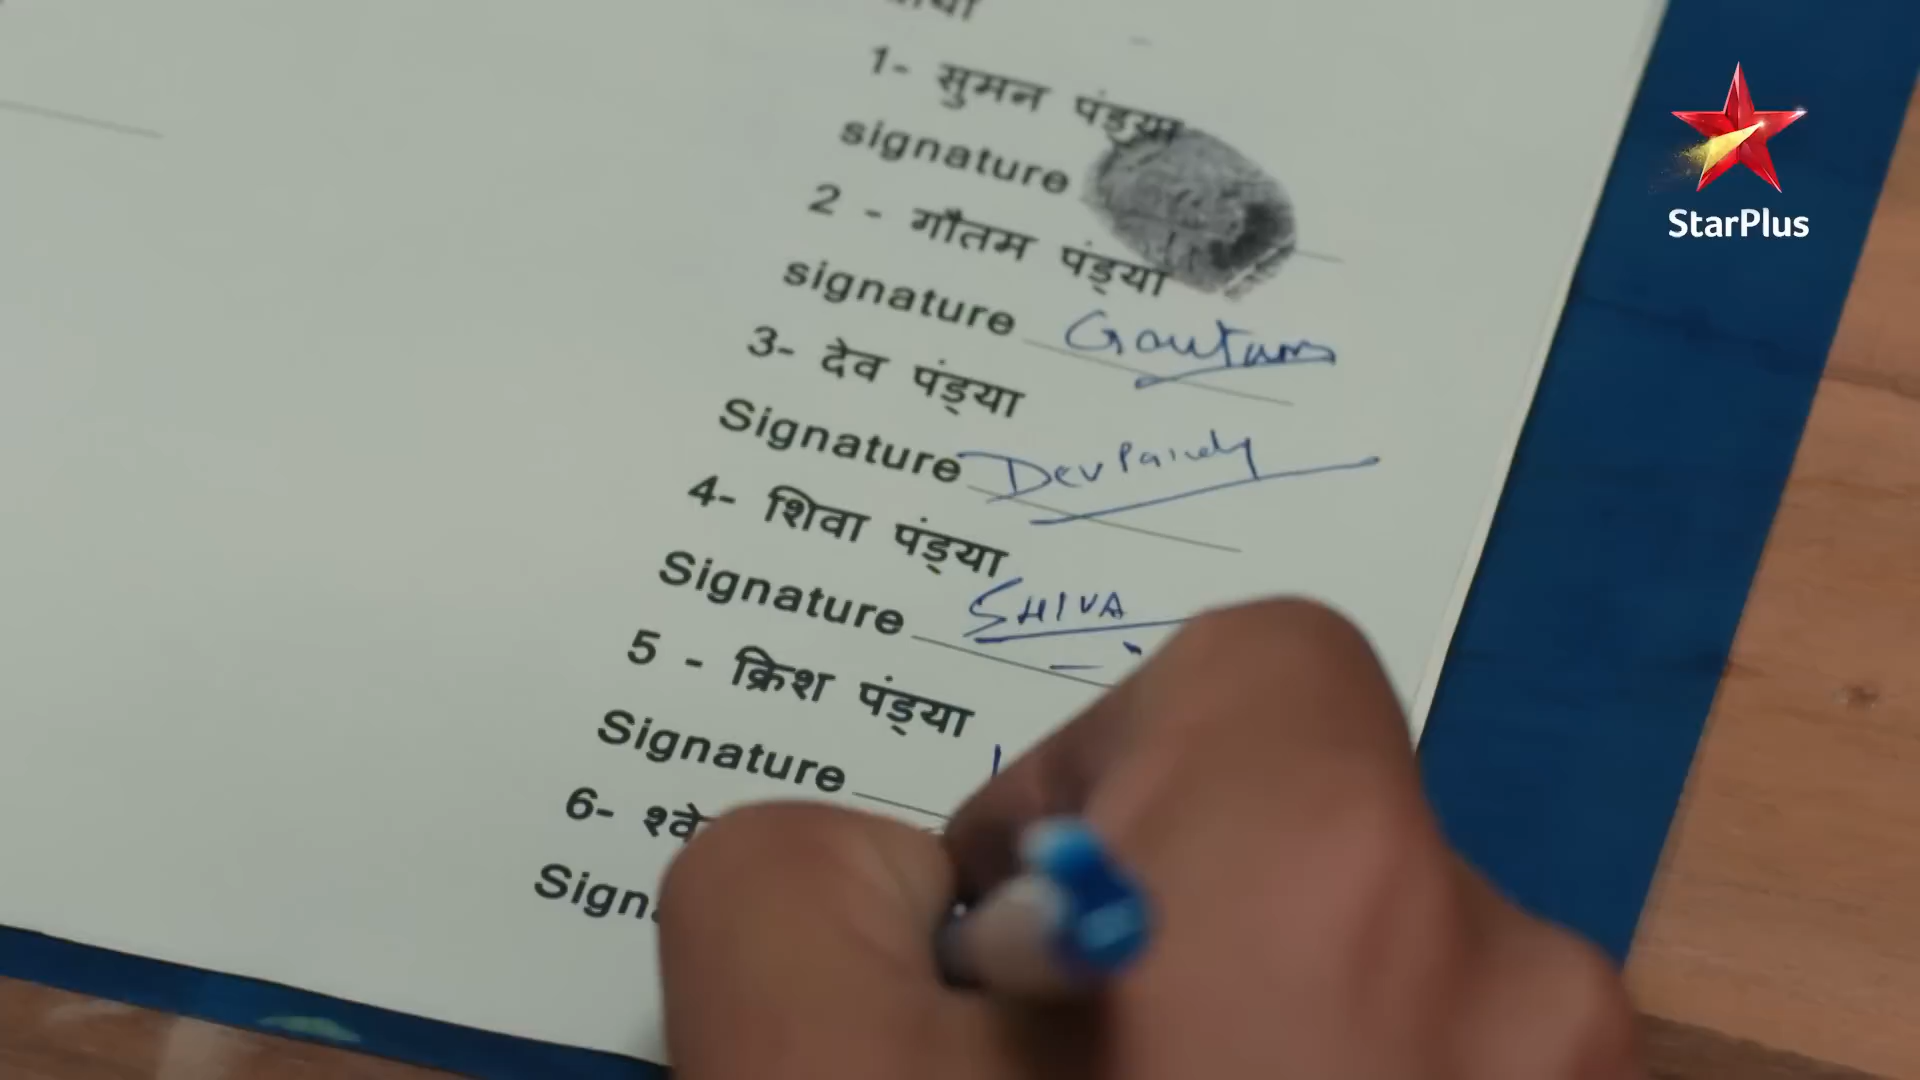 1- सुमन पंड्या
signature
2 - गौतम पंड्या
signature Gautam
3- देव पंड्या
Signature Dev Pandy
4- शिवा पंड्या
Signature SHIVA
5 - क्रिश पंड्या
Signature
6-
StarPlus